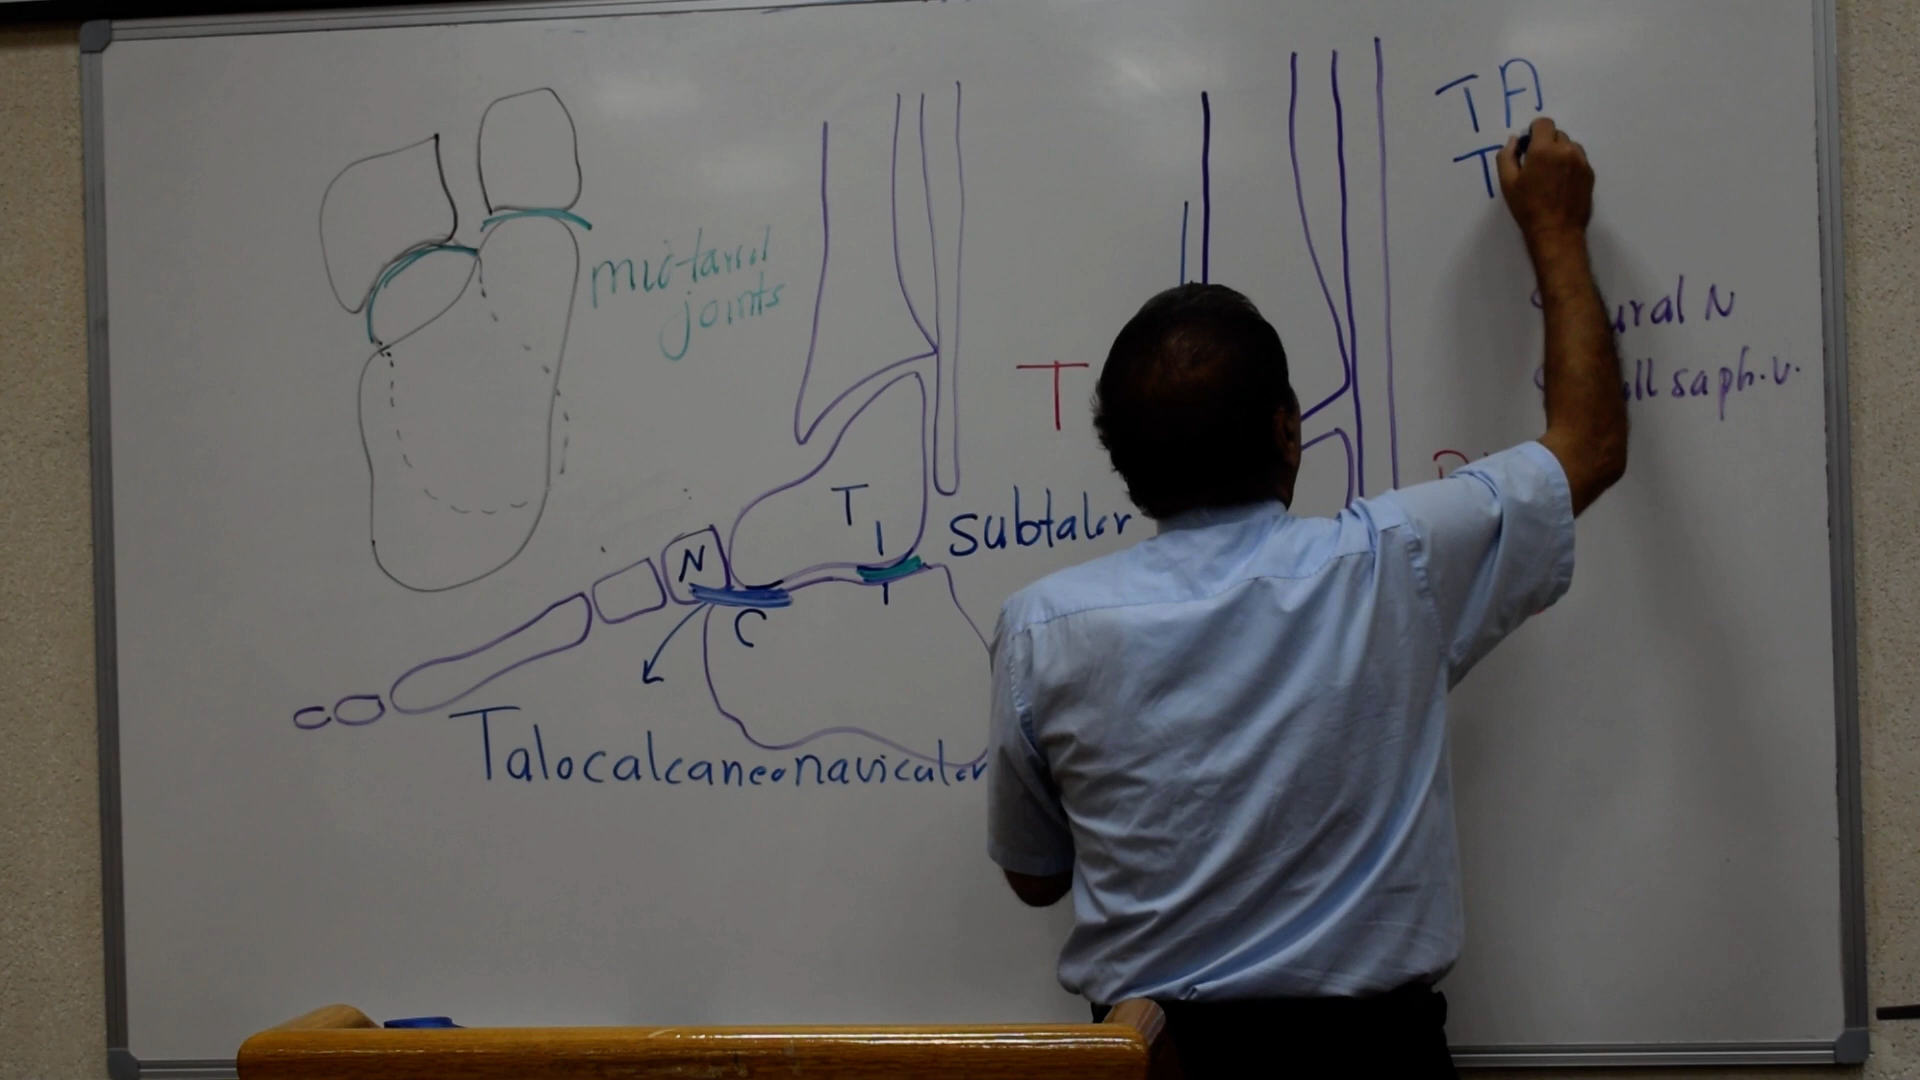 mid-tarsal
joints
T
N
C
subtalar
Talocalcaneonavicular
T
TA
T
ural N
ll saph. v.